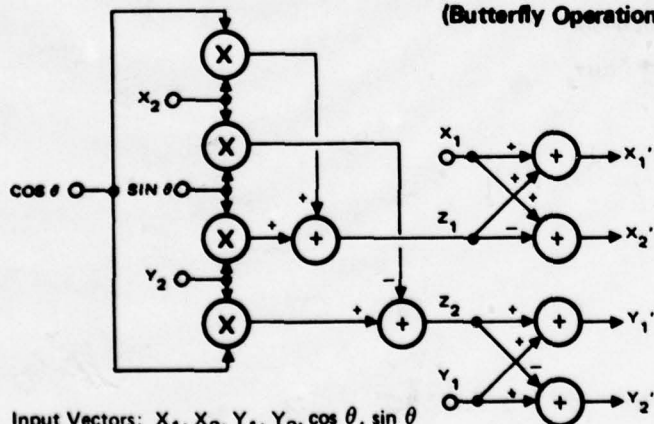 (Butterfly Operation
X
X₂
X
COS θ
SIN θ
X
Y₂
X
+
+
+
−
+
+
Z₁
Z₂
X₁
+
+
+
−
+
+
X₁'
X₂'
Y₁
+
+
−
+
+
+
Y₁'
Y₂'
Input Vectors: X₁, X₂, Y₁, Y₂, cos θ, sin θ